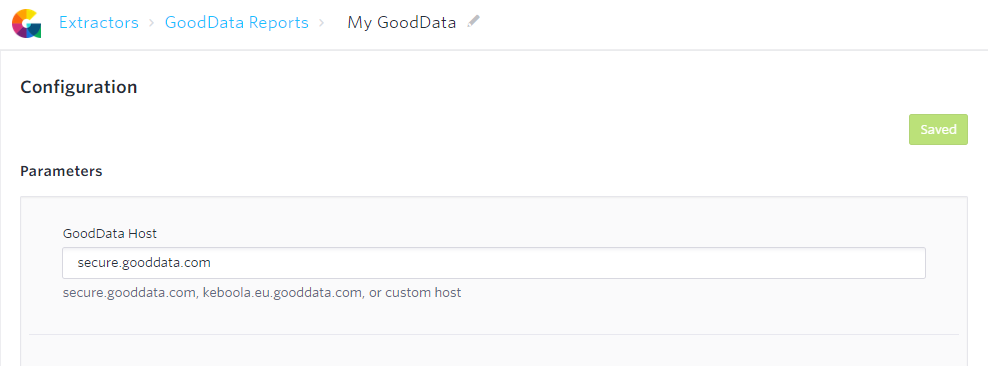 Extractors › GoodData Reports › My GoodData
Configuration
Saved
Parameters
GoodData Host
secure.gooddata.com
secure.gooddata.com, keboola.eu.gooddata.com, or custom host